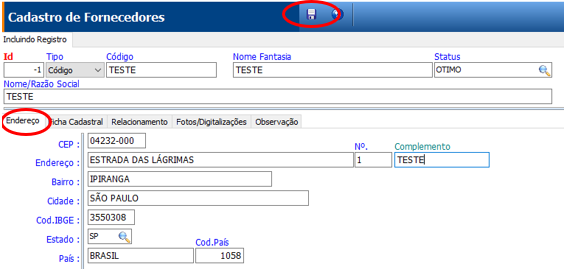 Cadastro de Fornecedores
Incluindo Registro
Id Tipo Código Nome Fantasia Status
-1 Código TESTE TESTE OTIMO
Nome/Razão Social
TESTE
Endereço Ficha Cadastral Relacionamento Fotos/Digitalizações Observação
CEP : 04232-000 Nº. Complemento
Endereço : ESTRADA DAS LÁGRIMAS 1 TESTE
Bairro : IPIRANGA
Cidade : SÃO PAULO
Cod.IBGE : 3550308
Estado : SP Cod.País
País : BRASIL 1058